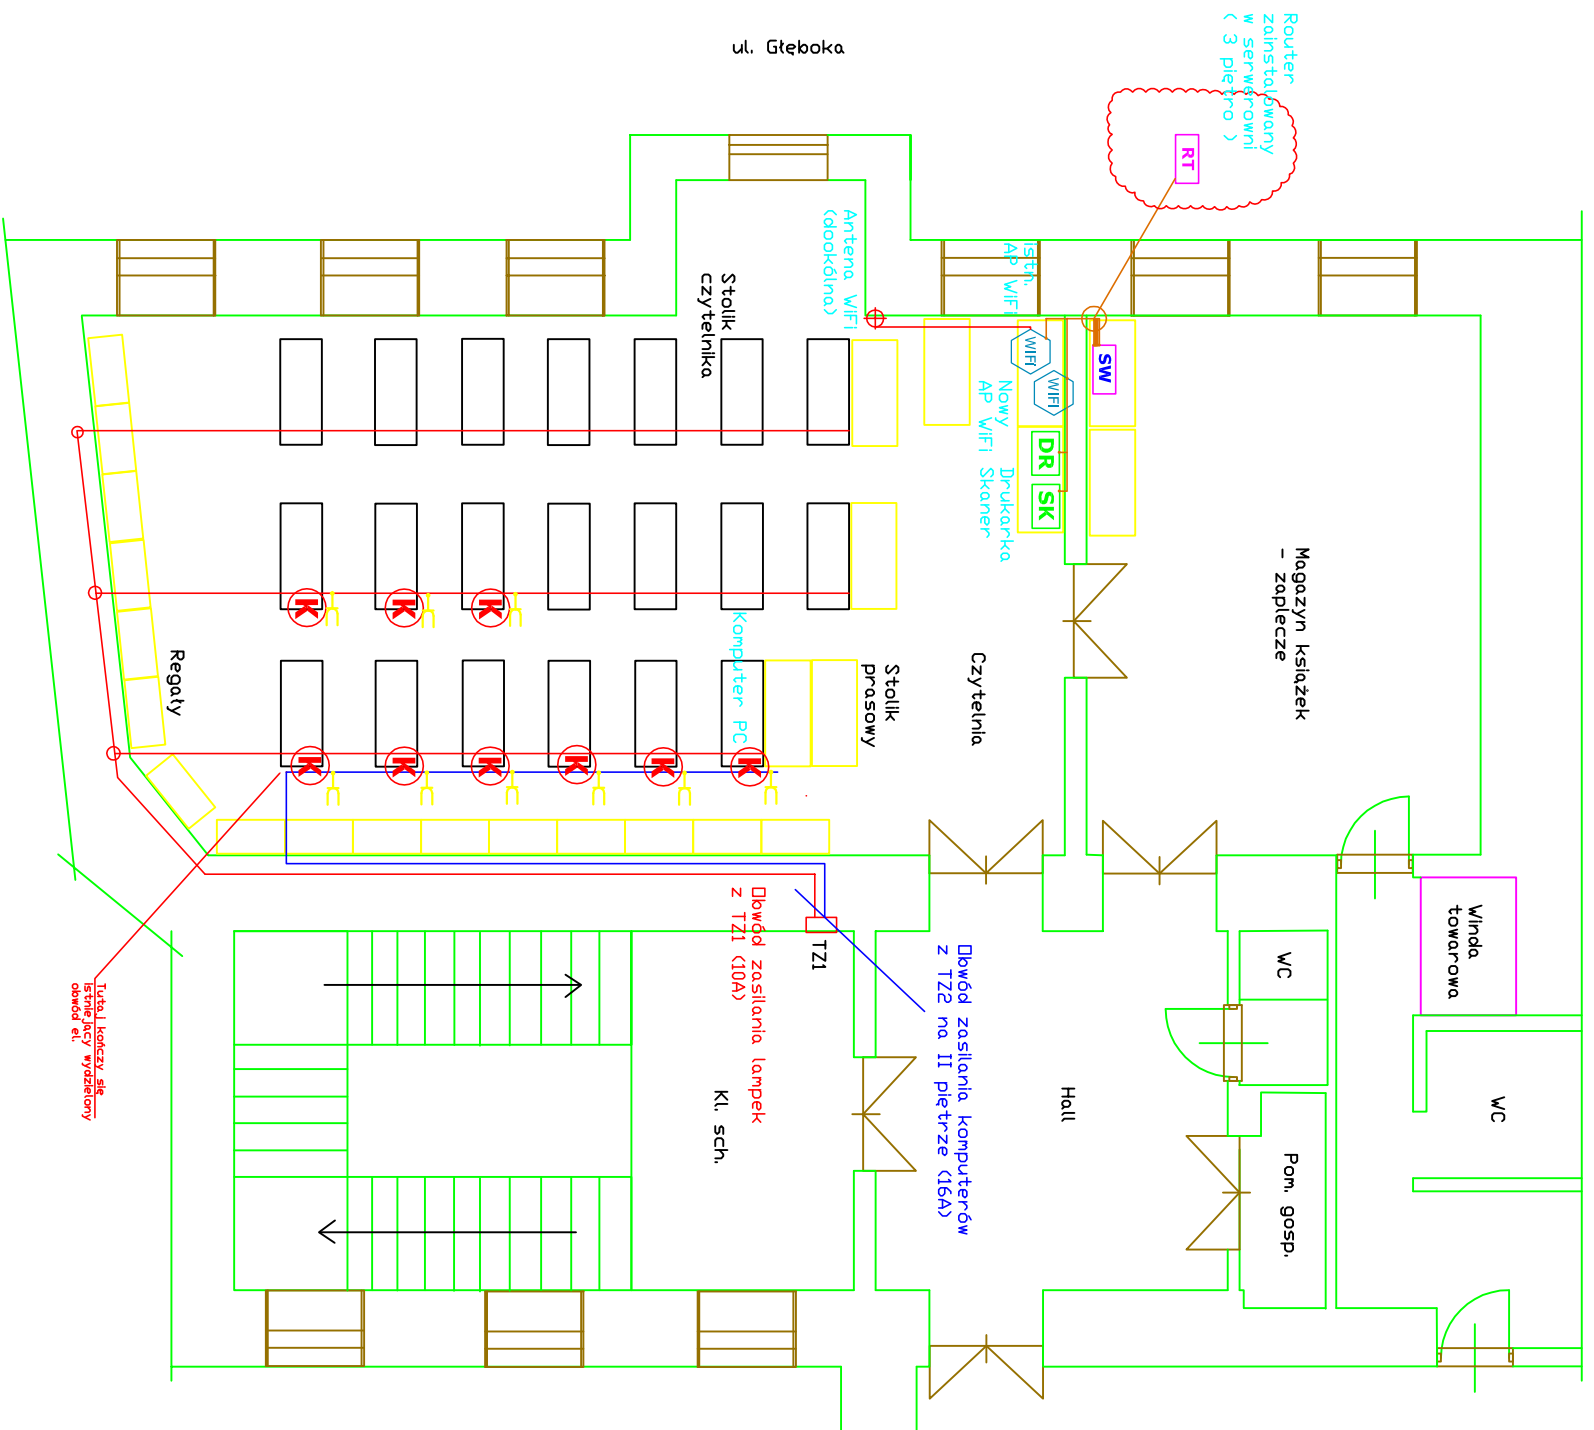 ul. Głęboka
Router
zainstalowany
w serwerowni
( 3 piętro )
RT
Antena WiFi
(dookólna)
istn.
AP WiFi
Stolik
czytelnika
WIFI
WIFI
SW
Nowy
AP WiFi
DR
SK
Drukarka
Skaner
Magazyn książek
- zaplecze
K
K
K
Komputer PC
Regały
Stolik
prasowy
Czytelnia
K
K
K
K
K
K
Obwód zasilania lampek
z TZ1 (10A)
TZ1
Obwód zasilania komputerów
z TZ2 na II piętrze (16A)
WC
Winda
towarowa
Tutaj kończy się
istniejący wydzielony
obwód el.
Kl. sch.
Hall
WC
Pom. gosp.